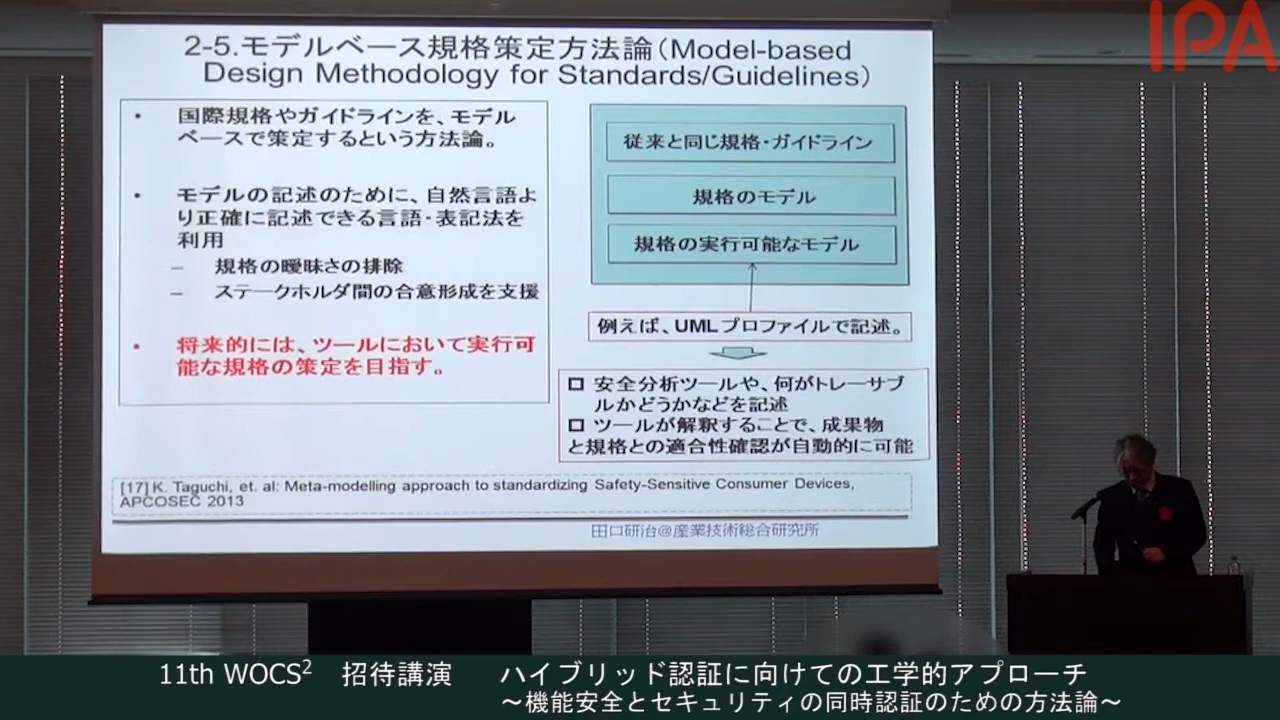 IPA
2-5.モデルベース規格策定方法論(Model-based
Design Methodology for Standards/Guidelines)
• 国際規格やガイドラインを、モデル
ベースで策定するという方法論。
• モデルの記述のために、自然言語よ
り正確に記述できる言語・表記法を
利用
– 規格の曖昧さの排除
– ステークホルダ間の合意形成を支援
• 将来的には、ツールにおいて実行可
能な規格の策定を目指す。
従来と同じ規格・ガイドライン
規格のモデル
規格の実行可能なモデル
例えば、UMLプロファイルで記述。
□ 安全分析ツールや、何がトレーサブ
ルかどうかなどを記述
□ ツールが解釈することで、成果物
と規格との適合性確認が自動的に可能
[17] K. Taguchi, et. al: Meta-modelling approach to standardizing Safety-Sensitive Consumer Devices,
APCOSEC 2013
田口研治@産業技術総合研究所
11th WOCS² 招待講演 ハイブリッド認証に向けての工学的アプローチ
～機能安全とセキュリティの同時認証のための方法論～